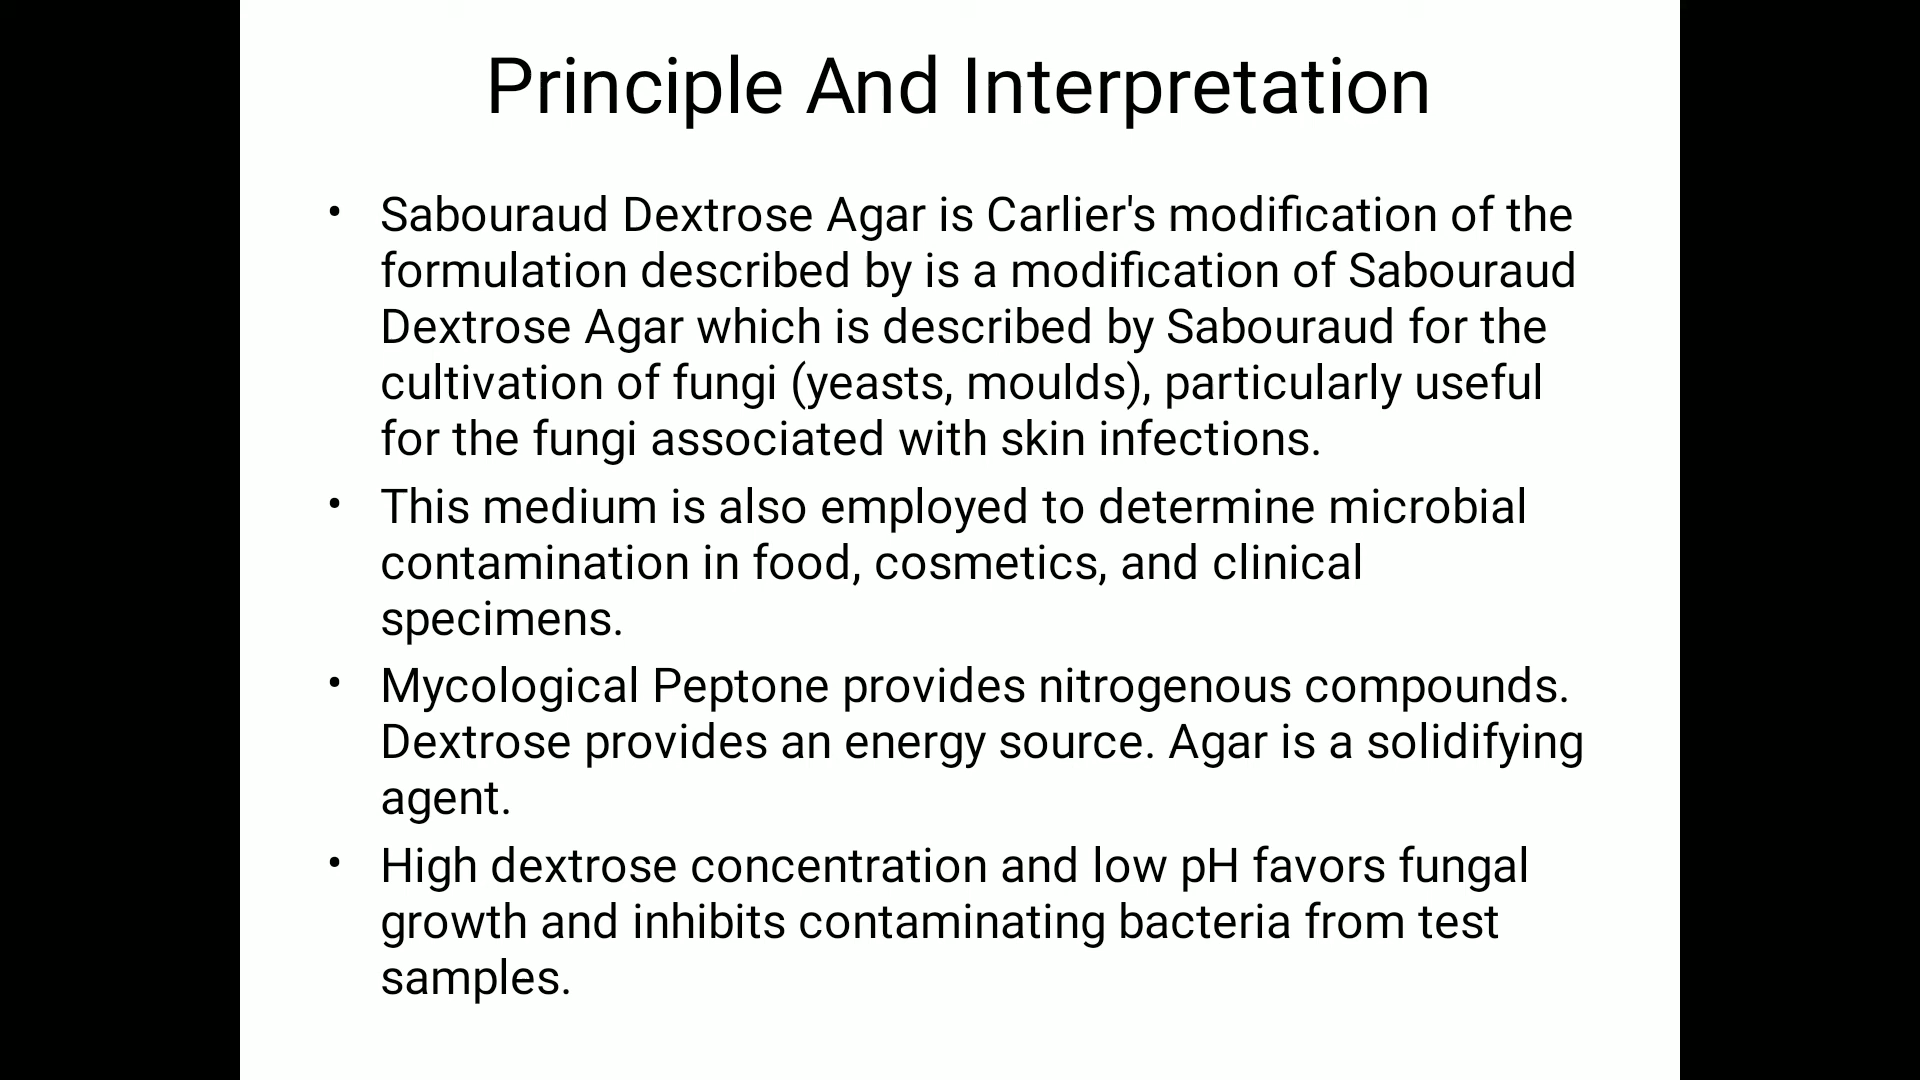 Principle And Interpretation
• Sabouraud Dextrose Agar is Carlier's modification of the
formulation described by is a modification of Sabouraud
Dextrose Agar which is described by Sabouraud for the
cultivation of fungi (yeasts, moulds), particularly useful
for the fungi associated with skin infections.
• This medium is also employed to determine microbial
contamination in food, cosmetics, and clinical
specimens.
• Mycological Peptone provides nitrogenous compounds.
Dextrose provides an energy source. Agar is a solidifying
agent.
• High dextrose concentration and low pH favors fungal
growth and inhibits contaminating bacteria from test
samples.